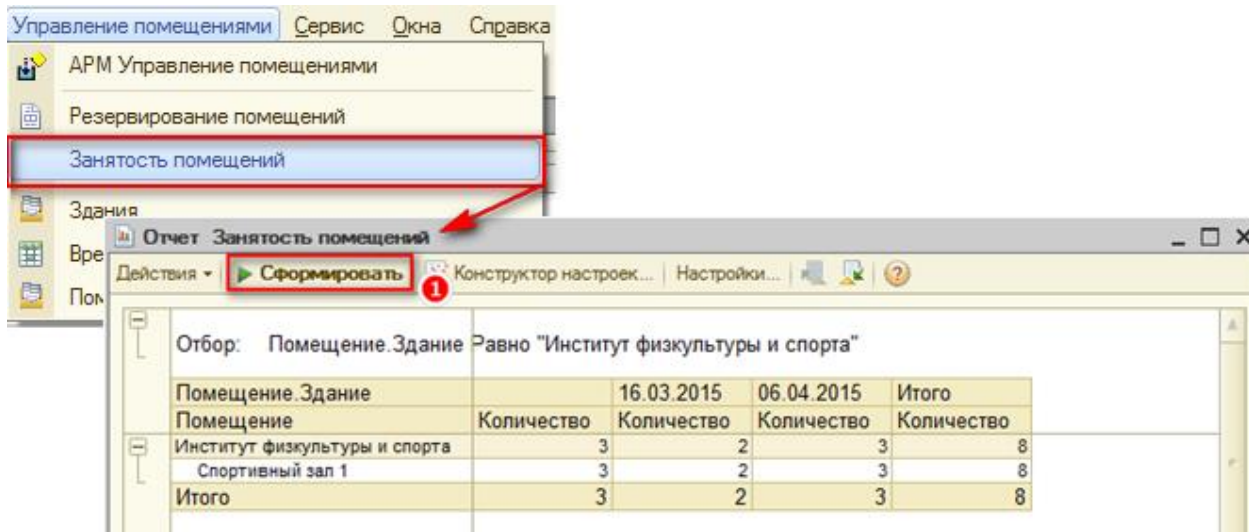 Управление помещениями Сервис Окна Справка
АРМ Управление помещениями
Резервирование помещений
Занятость помещений
Здания
Вре
Пом
Отчет Занятость помещений
Действия Сформировать Конструктор настроек... Настройки...
1
Отбор: Помещение.Здание Равно "Институт физкультуры и спорта"
Помещение.Здание 16.03.2015 06.04.2015 Итого
Помещение Количество Количество Количество Количество
Институт физкультуры и спорта 3 2 3 8
Спортивный зал 1 3 2 3 8
Итого 3 2 3 8